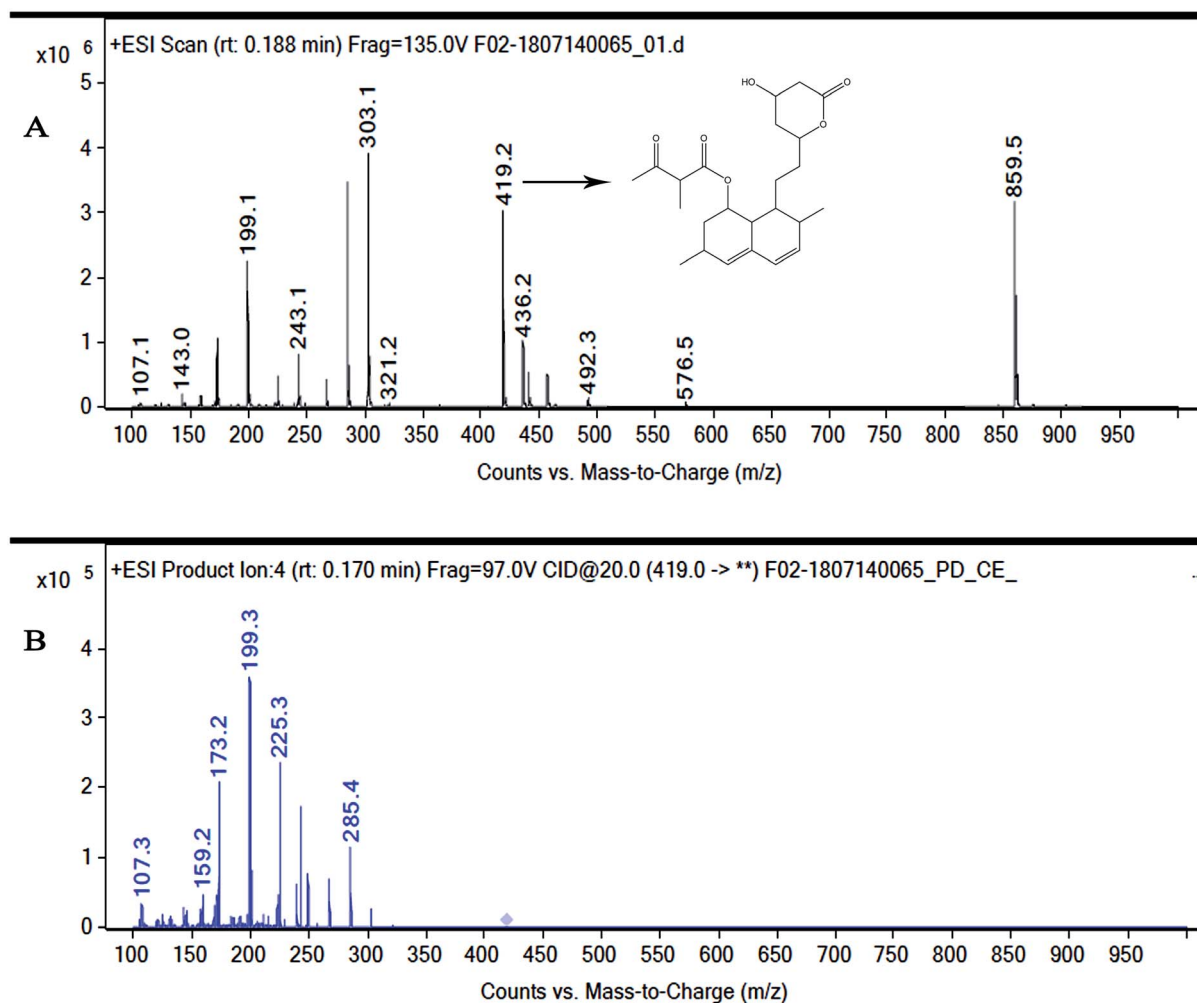 x10 6
+ESI Scan (rt: 0.188 min) Frag=135.0V F02-1807140065_01.d
A
5
4
3
2
1
0
107.1
143.0
199.1
243.1
303.1
321.2
419.2
436.2
492.3
576.5
859.5
HO
O
O
O
O
O
100 150 200 250 300 350 400 450 500 550 600 650 700 750 800 850 900 950
Counts vs. Mass-to-Charge (m/z)
x10 5
+ESI Product Ion:4 (rt: 0.170 min) Frag=97.0V CID@20.0 (419.0 -> **) F02-1807140065_PD_CE_ ..
B
4
3
2
1
0
107.3
159.2
173.2
199.3
225.3
285.4
100 150 200 250 300 350 400 450 500 550 600 650 700 750 800 850 900 950
Counts vs. Mass-to-Charge (m/z)